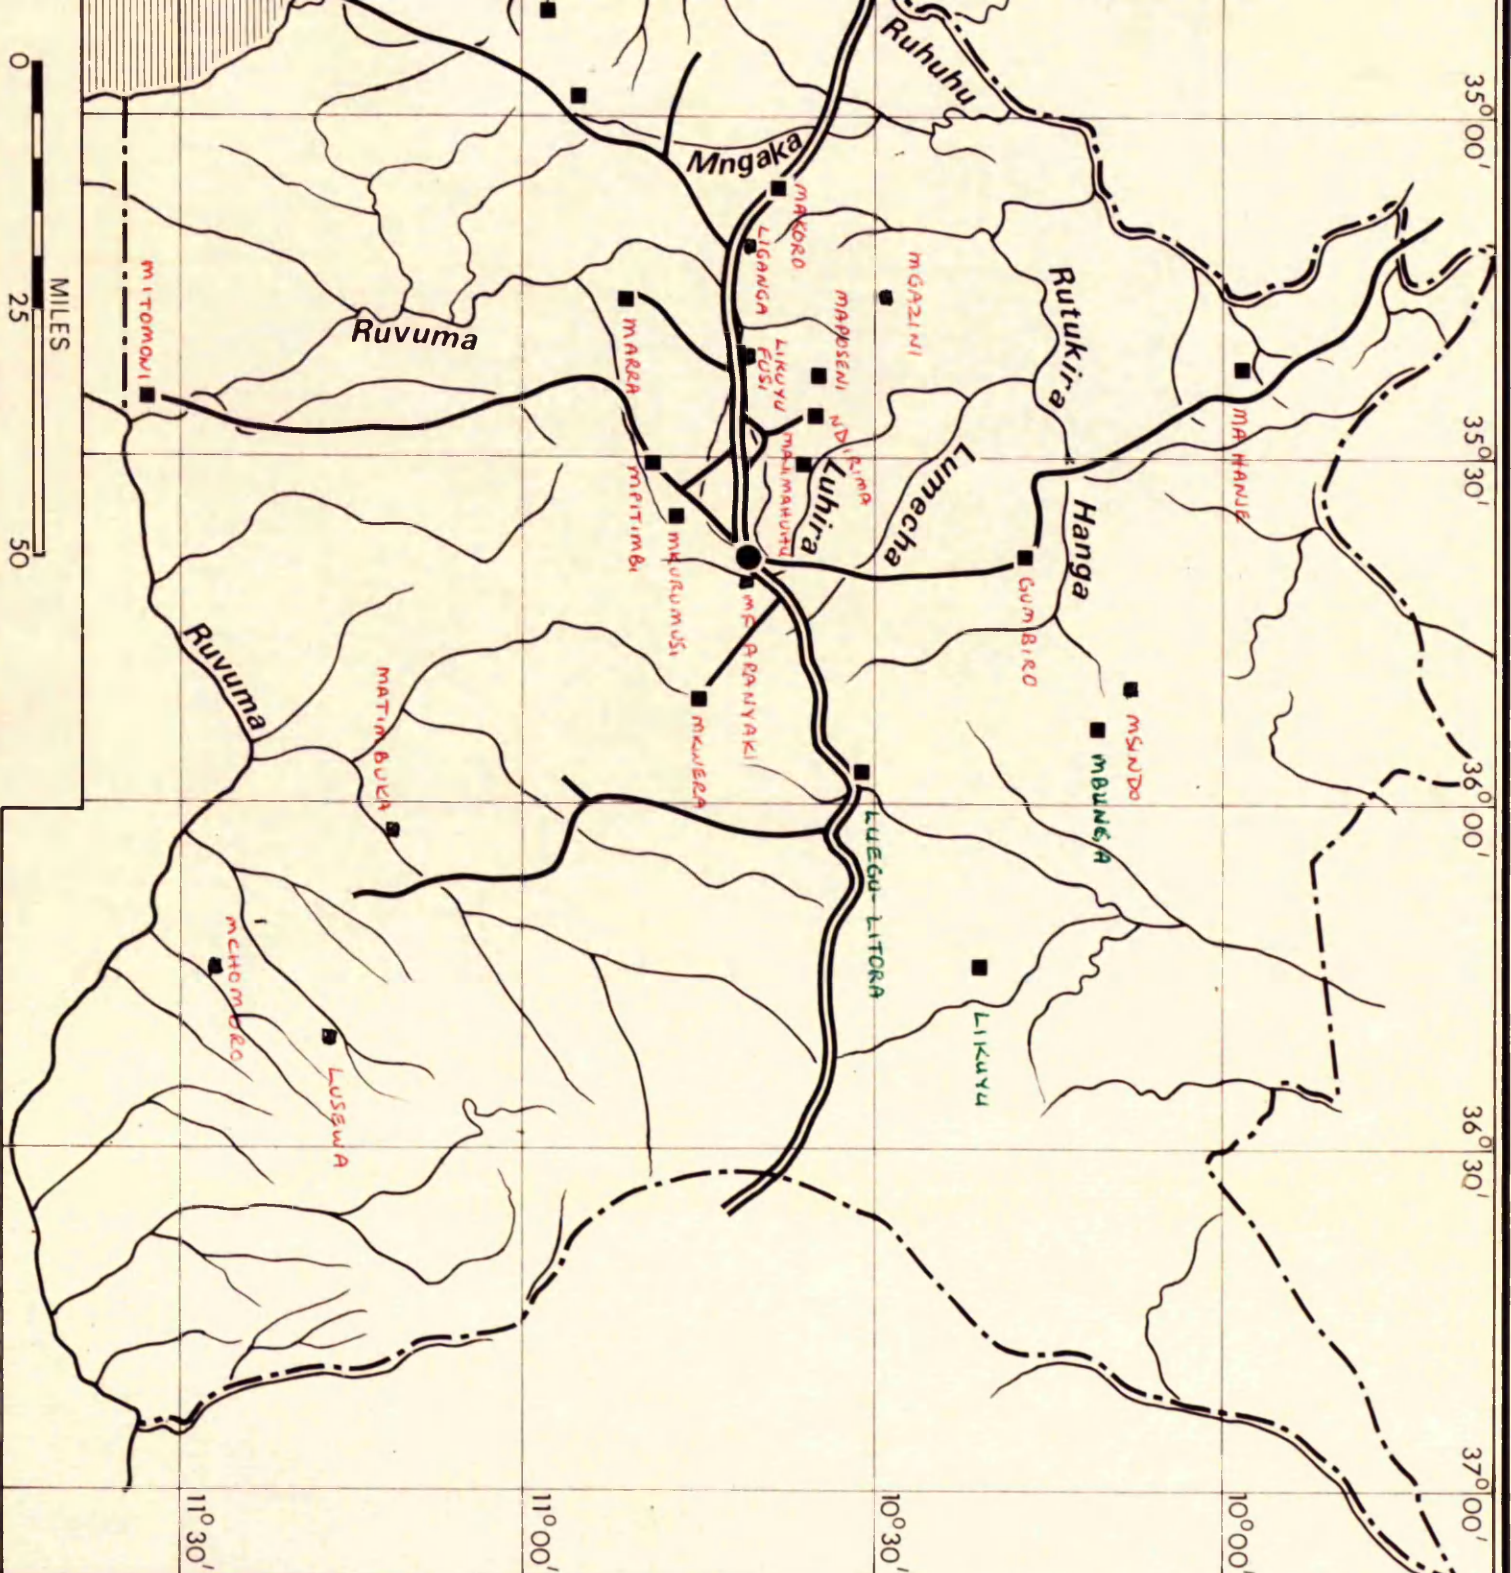 35°00'
35°30'
36°00'
36°30'
37°00'
10°00'
10°30'
11°00'
11°30'
Ruhuhu
Mngaka
MAKORO
LIGANGA
MGAZINI
MAPOSENI
LIKUYU
FUSI
NDIRIMA
Rutukira
MAHANJE
Hanga
Lumecha
Luhira
GUMBIRO
MSINDO
MBUNGA
LUEGU-LITORA
LIKUYU
Ruvuma
MARRA
MPITIMBI
MKURUMUSI
MKWERA
MITOMONI
Ruvuma
MATIMBUKA
MCHOMORO
LUSEWA
MILES
0 25 50